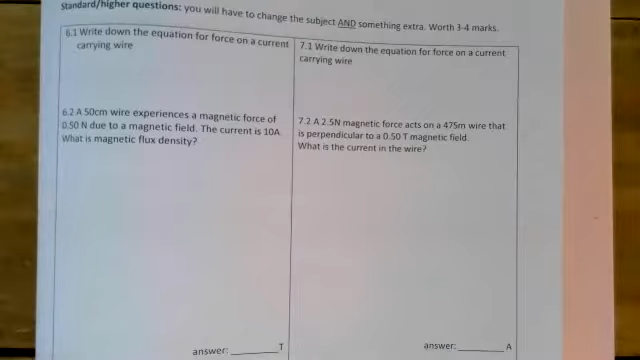 Standard/higher questions: you will have to change the subject AND something extra. Worth 3-4 marks.
6.1 Write down the equation for force on a current
carrying wire
7.1 Write down the equation for force on a current
carrying wire
6.2 A 50cm wire experiences a magnetic force of
0.50 N due to a magnetic field. The current is 10A.
What is magnetic flux density?
7.2 A 2.5N magnetic force acts on a 475m wire that
is perpendicular to a 0.50 T magnetic field.
What is the current in the wire?
answer: ________ T
answer: ________ A